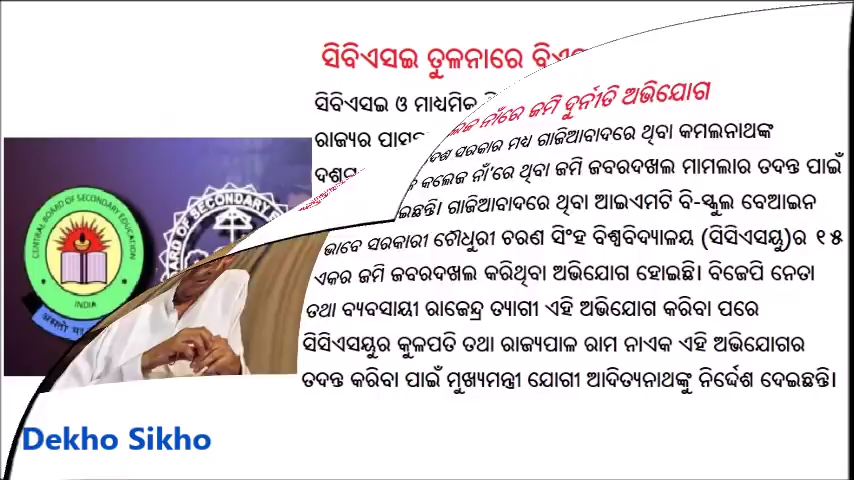 ସିବିଏସଇ ତୁଳନାରେ
ସିବିଏସଇ ଓ ମାଧ୍ୟମିକ
ରାଜ୍ୟର
ନାଁରେ ଜମି ଦୁର୍ନୀତି ଅଭିଯୋଗ
ସରକାର ମଧ୍ୟ ଗାଜିଆବାଦରେ ଥିବା କମଲନାଥଙ୍କ
କଲେଜ ନାଁ'ରେ ଥିବା ଜମି ଜବରଦଖଲ ମାମଲାର ତଦନ୍ତ ପାଇଁ
ଗାଜିଆବାଦରେ ଥିବା ଆଇଏମଟି ବି-ସ୍କୁଲ ବେଆଇନ
ଭାବେ ସରକାରୀ ଚୌଧୁରୀ ଚରଣ ସିଂହ ବିଶ୍ୱବିଦ୍ୟାଳୟ (ସିସିଏସୟୁ)ର ୧୫
ଏକର ଜମି ଜବରଦଖଲ କରିଥିବା ଅଭିଯୋଗ ହୋଇଛି। ବିଜେପି ନେତା
ତଥା ବ୍ୟବସାୟୀ ରାଜେନ୍ଦ୍ର ତ୍ୟାଗୀ ଏହି ଅଭିଯୋଗ କରିବା ପରେ
ସିସିଏସୟୁର କୁଳପତି ତଥା ରାଜ୍ୟପାଳ ରାମ ନାଏକ ଏହି ଅଭିଯୋଗର
ତଦନ୍ତ କରିବା ପାଇଁ ମୁଖ୍ୟମନ୍ତ୍ରୀ ଯୋଗୀ ଆଦିତ୍ୟନାଥଙ୍କୁ ନିର୍ଦ୍ଦେଶ ଦେଇଛନ୍ତି।
CENTRAL BOARD OF SECONDARY EDUCATION
INDIA
असतो मा
OF SECONDARY
Dekho Sikho